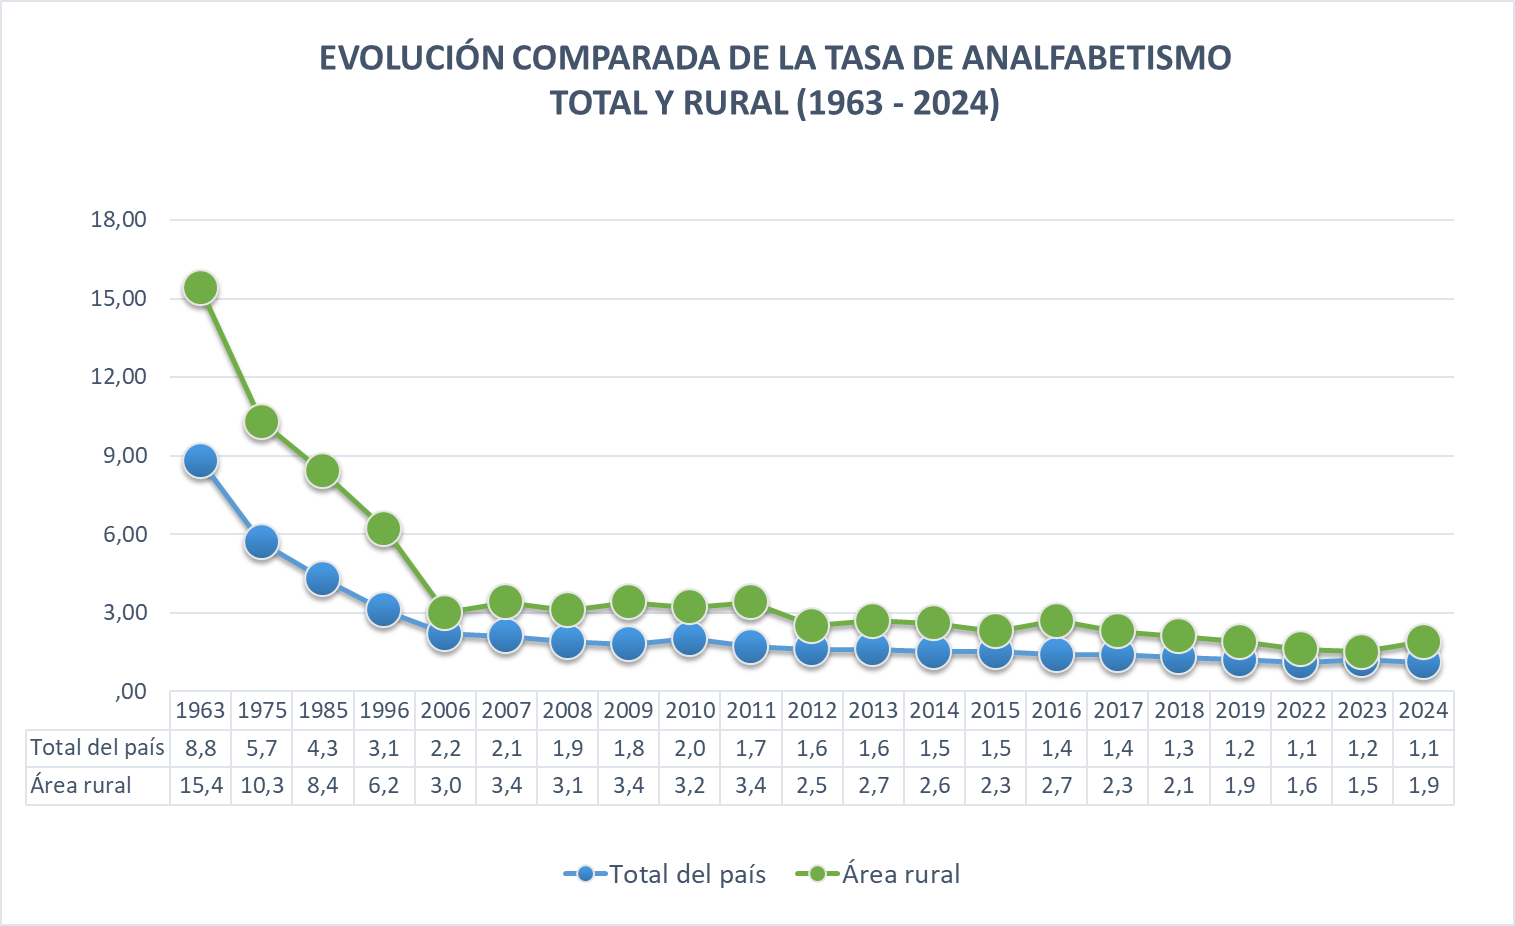 EVOLUCIÓN COMPARADA DE LA TASA DE ANALFABETISMO
TOTAL Y RURAL (1963 - 2024)
18,00
15,00
12,00
9,00
6,00
3,00
,00
1963 1975 1985 1996 2006 2007 2008 2009 2010 2011 2012 2013 2014 2015 2016 2017 2018 2019 2022 2023 2024
Total del país 8,8 5,7 4,3 3,1 2,2 2,1 1,9 1,8 2,0 1,7 1,6 1,6 1,5 1,5 1,4 1,4 1,3 1,2 1,1 1,2 1,1
Área rural 15,4 10,3 8,4 6,2 3,0 3,4 3,1 3,4 3,2 3,4 2,5 2,7 2,6 2,3 2,7 2,3 2,1 1,9 1,6 1,5 1,9
Total del país Área rural